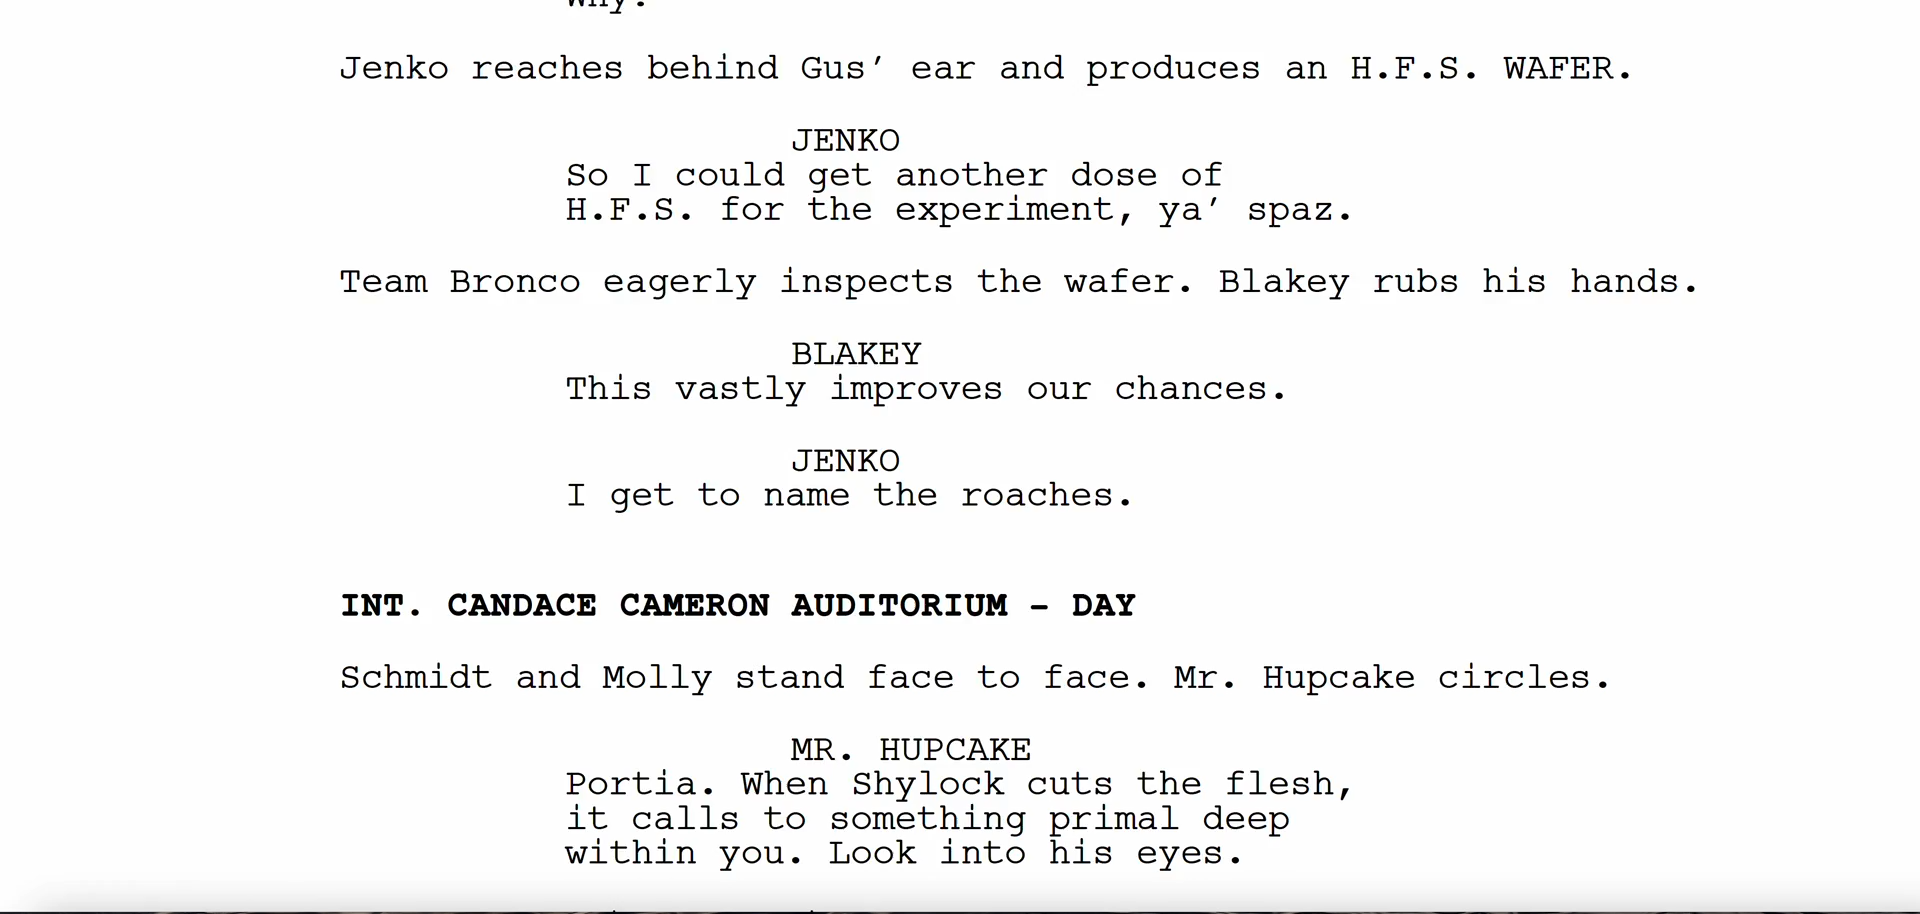 Why?
Jenko reaches behind Gus’ ear and produces an H.F.S. WAFER.
JENKO
So I could get another dose of
H.F.S. for the experiment, ya’ spaz.
Team Bronco eagerly inspects the wafer. Blakey rubs his hands.
BLAKEY
This vastly improves our chances.
JENKO
I get to name the roaches.
INT. CANDACE CAMERON AUDITORIUM - DAY
Schmidt and Molly stand face to face. Mr. Hupcake circles.
MR. HUPCAKE
Portia. When Shylock cuts the flesh,
it calls to something primal deep
within you. Look into his eyes.